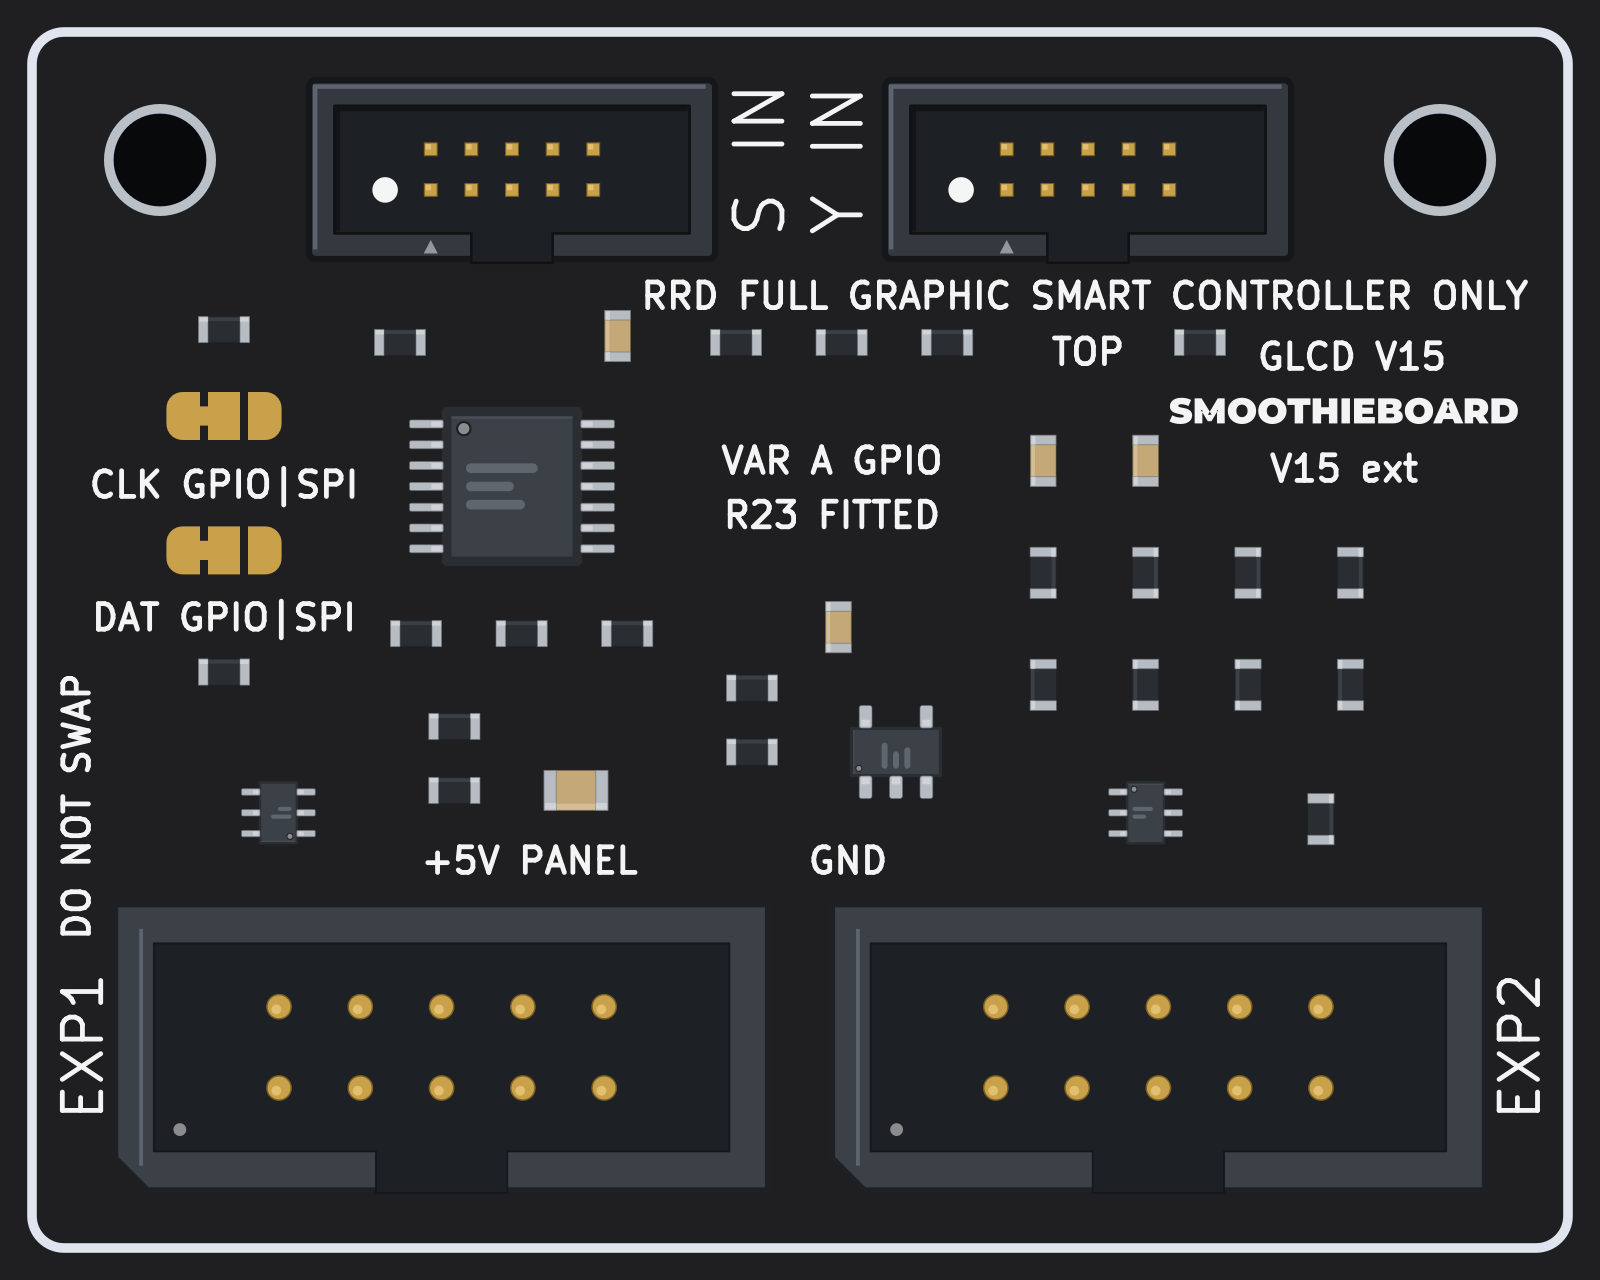 S IN
Y IN
RRD FULL GRAPHIC SMART CONTROLLER ONLY
TOP
GLCD V15
SMOOTHIEBOARD
V15 ext
CLK GPIO|SPI
VAR A GPIO
R23 FITTED
DAT GPIO|SPI
DO NOT SWAP
+5V PANEL
GND
EXP1
EXP2